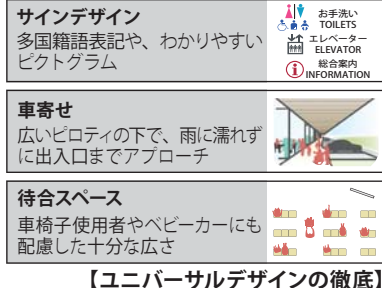 サインデザイン
多国籍語表記や、わかりやすい
ピクトグラム
お手洗い
TOILETS
エレベーター
ELEVATOR
総合案内
INFORMATION
車寄せ
広いピロティの下で、雨に濡れず
に出入口までアプローチ
待合スペース
車椅子使用者やベビーカーにも
配慮した十分な広さ
【ユニバーサルデザインの徹底】